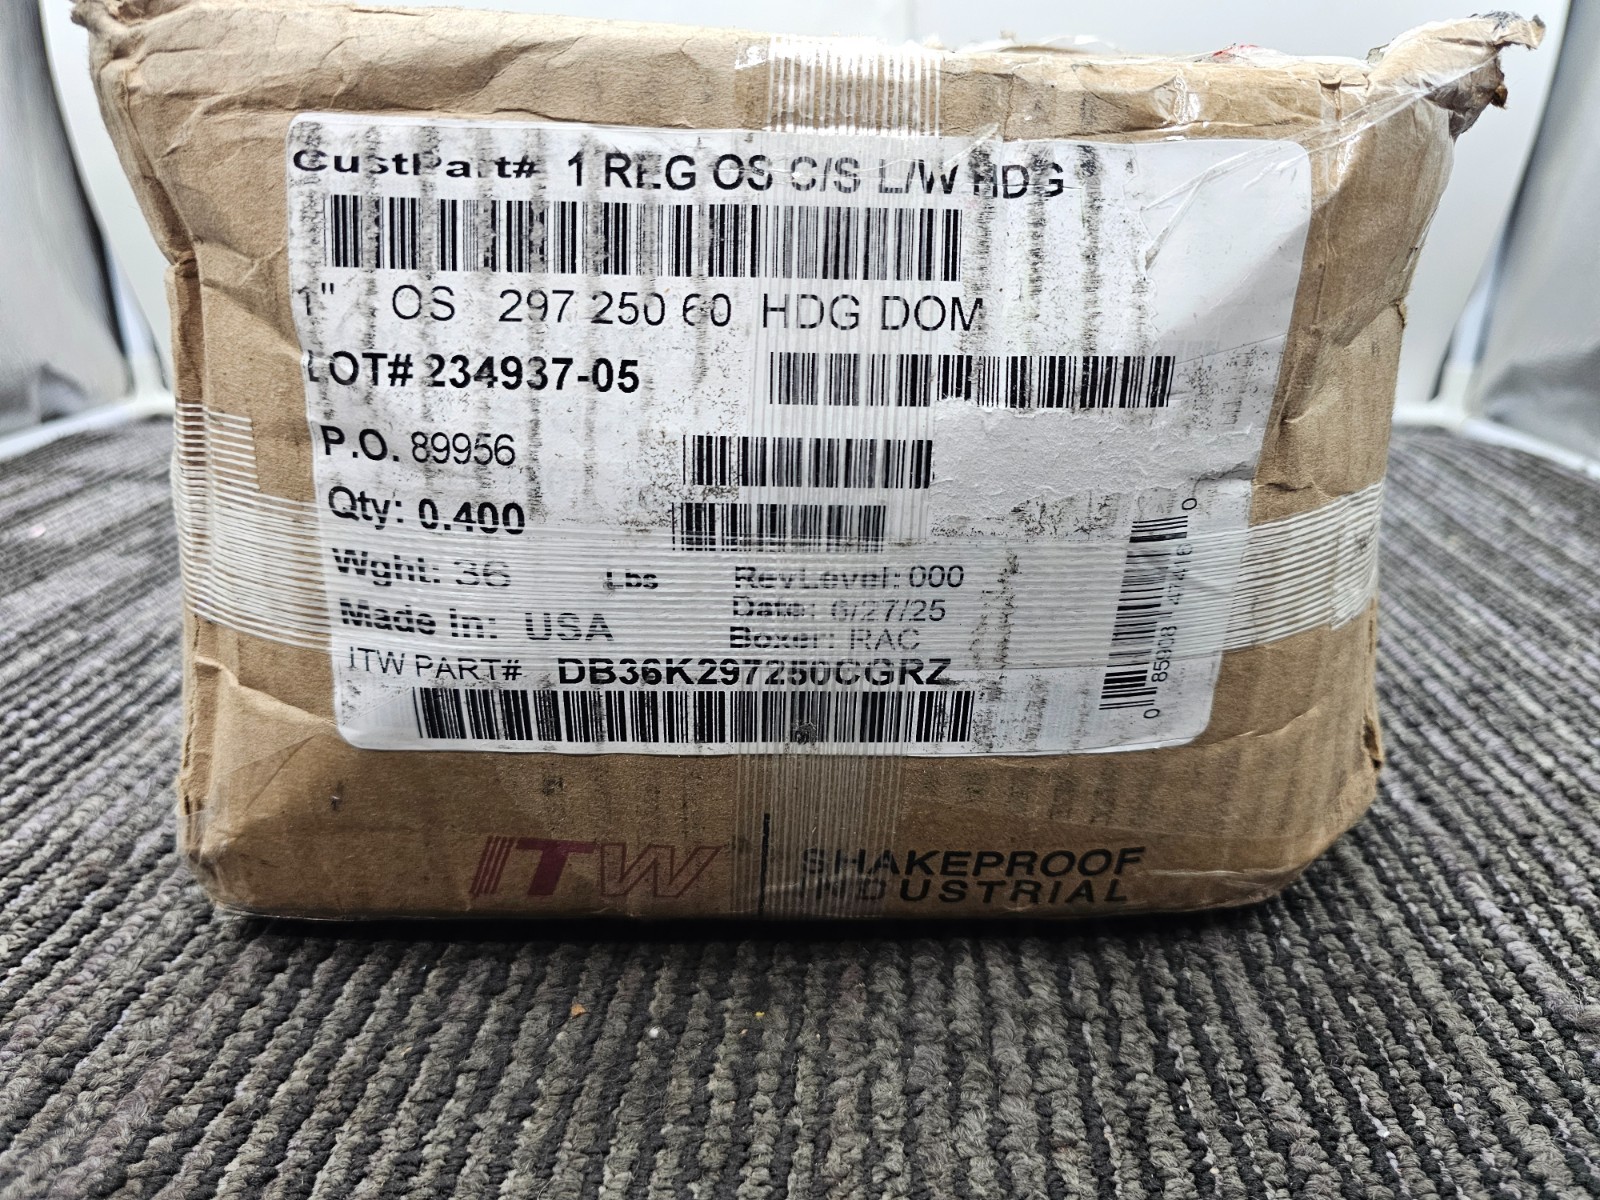 CustPart# 1 REG OS C/S L/W HDG
1" OS 297 250 60 HDG DOM
LOT# 234937-05
P.O. 89956
Qty: 0.400
Wght: 36 Lbs
RevLevel: 000
Date: 6/27/25
Made In: USA
Boxer: RAC
ITW PART# DB36K297250CGRZ
ITW SHAKEPROOF
INDUSTRIAL